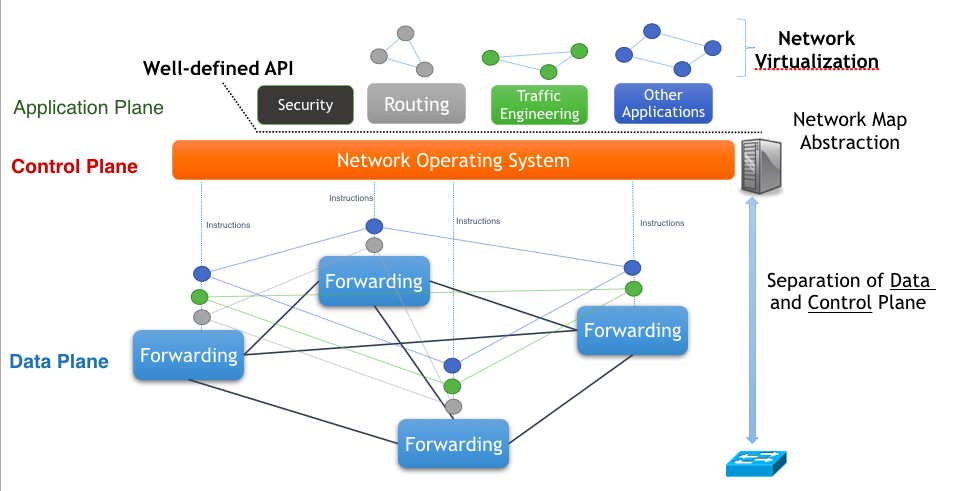 Network
Virtualization
Well-defined API
Application Plane
Security
Routing
Traffic
Engineering
Other
Applications
Network Map
Abstraction
Control Plane
Network Operating System
Instructions
Instructions
Instructions
Instructions
Forwarding
Separation of Data
and Control Plane
Forwarding
Forwarding
Data Plane
Forwarding